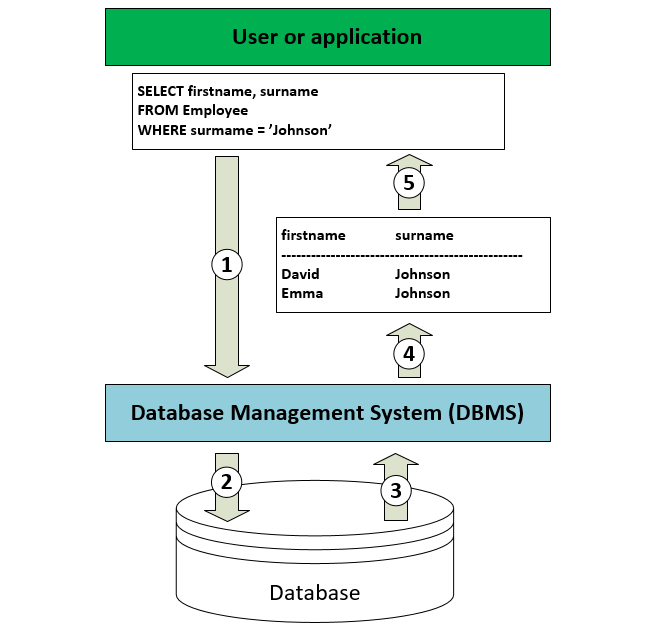 User or application
SELECT firstname, surname
FROM Employee
WHERE surmame = ’Johnson’
5
1
firstname surname
-------------------------------------------------
David Johnson
Emma Johnson
4
Database Management System (DBMS)
2
3
Database